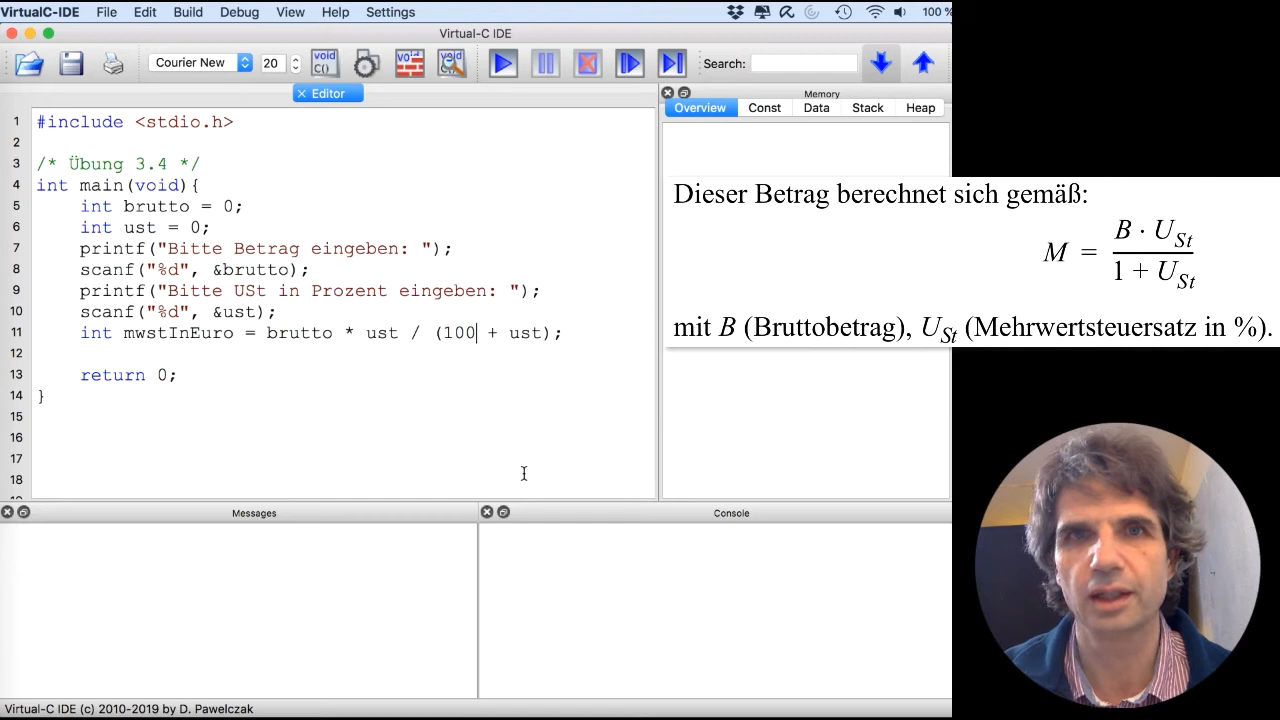 VirtualC-IDE File Edit Build Debug View Help Settings 100 %
Virtual-C IDE
Courier New 20 void C() Search:
Editor
Memory
Overview Const Data Stack Heap
1 #include <stdio.h>
2
3 /* Übung 3.4 */
4 int main(void){
5 int brutto = 0;
6 int ust = 0;
7 printf("Bitte Betrag eingeben: ");
8 scanf("%d", &brutto);
9 printf("Bitte USt in Prozent eingeben: ");
10 scanf("%d", &ust);
11 int mwstInEuro = brutto * ust / (100 + ust);
12
13 return 0;
14 }
15
16
17
18
Dieser Betrag berechnet sich gemäß:
M = B · USt / 1 + USt
mit B (Bruttobetrag), USt (Mehrwertsteuersatz in %).
Messages Console
Virtual-C IDE (c) 2010-2019 by D. Pawelczak